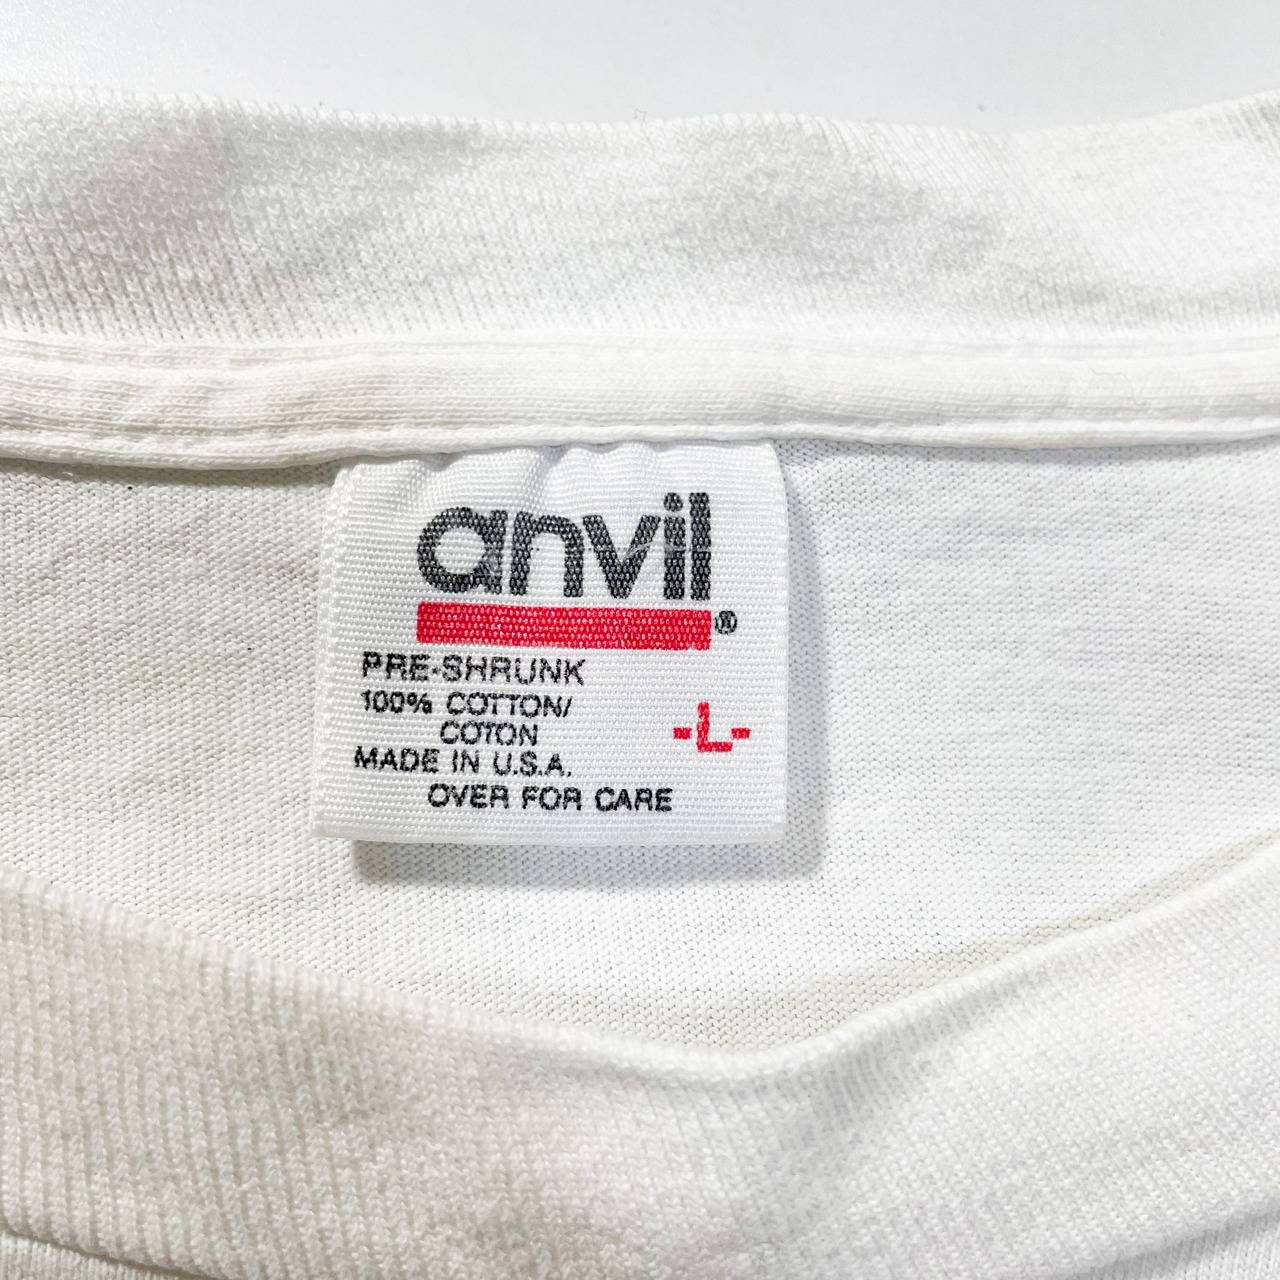 anvil®
PRE-SHRUNK
100% COTTON/
COTON
-L-
MADE IN U.S.A.
OVER FOR CARE